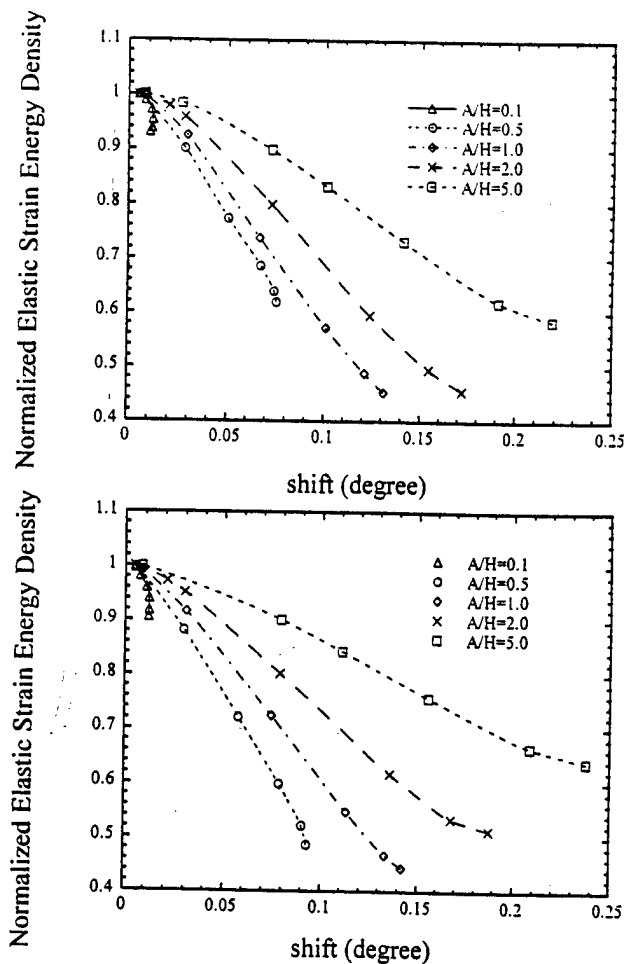 Normalized Elastic Strain Energy Density
1.1
1
0.9
0.8
0.7
0.6
0.5
0.4
A/H=0.1
A/H=0.5
A/H=1.0
A/H=2.0
A/H=5.0
0
0.05
0.1
0.15
0.2
0.25
shift (degree)
Normalized Elastic Strain Energy Density
1.1
1
0.9
0.8
0.7
0.6
0.5
0.4
A/H=0.1
A/H=0.5
A/H=1.0
A/H=2.0
A/H=5.0
0
0.05
0.1
0.15
0.2
0.25
shift (degree)